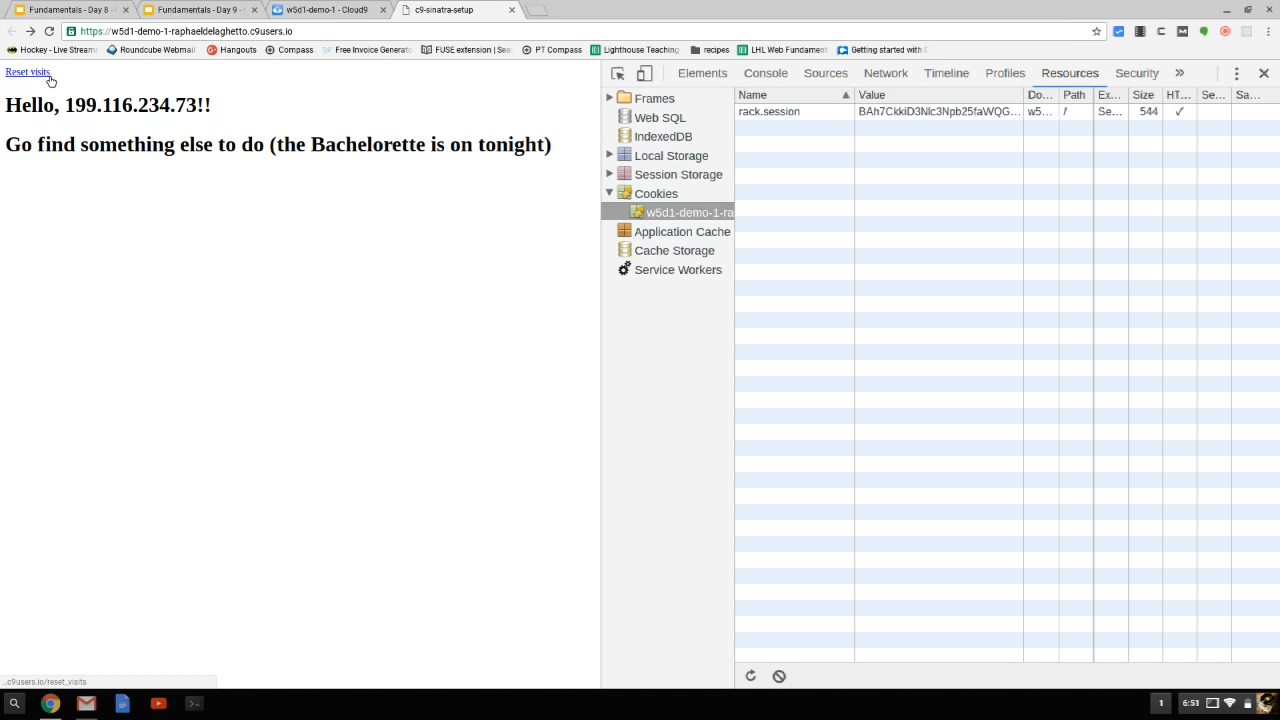 Fundamentals - Day 8 -
Fundamentals - Day 9 -
w5d1-demo-1 - Cloud9
c9-sinatra-setup
https://w5d1-demo-1-raphaeldelaghetto.c9users.io
Hockey - Live Stream
Roundcube Webmail
Hangouts
Compass
Free Invoice Generato
FUSE extension | Sea
PT Compass
Lighthouse Teaching
recipes
LHL Web Fundament
Getting started with C
Reset visits
Hello, 199.116.234.73!!
Go find something else to do (the Bachelorette is on tonight)
Elements Console Sources Network Timeline Profiles Resources Security »
Frames
Web SQL
IndexedDB
Local Storage
Session Storage
Cookies
w5d1-demo-1-ra
Application Cache
Cache Storage
Service Workers
Name Value Do... Path Ex... Size HT... Se... Sa...
rack.session BAh7CkkiD3Nlc3Npb25faWQG... w5... / Se... 544 ✓
...c9users.io/reset_visits
1 6:51